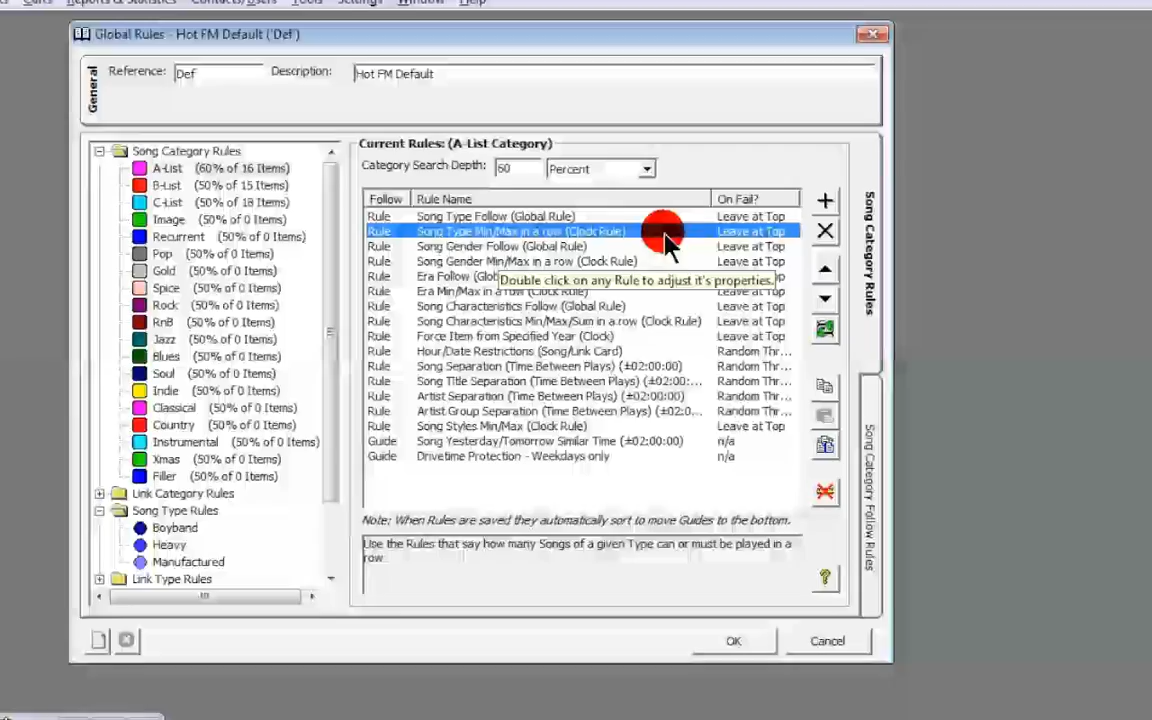 Carts Reports & Statistics Contacts/Users Tools Settings Window Help
Global Rules - Hot FM Default ('Def')
General
Reference: Def Description: Hot FM Default
Song Category Rules
A-List (60% of 16 Items)
B-List (50% of 15 Items)
C-List (50% of 18 Items)
Image (50% of 0 Items)
Recurrent (50% of 0 Items)
Pop (50% of 0 Items)
Gold (50% of 0 Items)
Spice (50% of 0 Items)
Rock (50% of 0 Items)
RnB (50% of 0 Items)
Jazz (50% of 0 Items)
Blues (50% of 0 Items)
Soul (50% of 0 Items)
Indie (50% of 0 Items)
Classical (50% of 0 Items)
Country (50% of 0 Items)
Instrumental (50% of 0 Items)
Xmas (50% of 0 Items)
Filler (50% of 0 Items)
Link Category Rules
Song Type Rules
Boyband
Heavy
Manufactured
Link Type Rules
Current Rules: (A-List Category)
Category Search Depth: 60 Percent
Follow Rule Name On Fail?
Rule Song Type Follow (Global Rule) Leave at Top
Rule Song Type Min/Max in a row (Clock Rule) Leave at Top
Rule Song Gender Follow (Global Rule) Leave at Top
Rule Song Gender Min/Max in a row (Clock Rule) Leave at Top
Rule Era Follow (Glob
Double click on any Rule to adjust it's properties.
Rule Era Min/Max in a row (Clock Rule) Leave at Top
Rule Song Characteristics Follow (Global Rule) Leave at Top
Rule Song Characteristics Min/Max/Sum in a row (Clock Rule) Leave at Top
Rule Force Item from Specified Year (Clock) Leave at Top
Rule Hour/Date Restrictions (Song/Link Card) Random Thr...
Rule Song Separation (Time Between Plays) (±02:00:00) Random Thr...
Rule Song Title Separation (Time Between Plays) (±02:00:... Random Thr...
Rule Artist Separation (Time Between Plays) (±02:00:00) Random Thr...
Rule Artist Group Separation (Time Between Plays) (±02:0... Random Thr...
Rule Song Styles Min/Max (Clock Rule) Leave at Top
Guide Song Yesterday/Tomorrow Similar Time (±02:00:00) n/a
Guide Drivetime Protection - Weekdays only n/a
Note: When Rules are saved they automatically sort to move Guides to the bottom.
Use the Rules that say how many Songs of a given Type can or must be played in a
row.
Song Category Rules
Song Category Follow Rules
OK Cancel